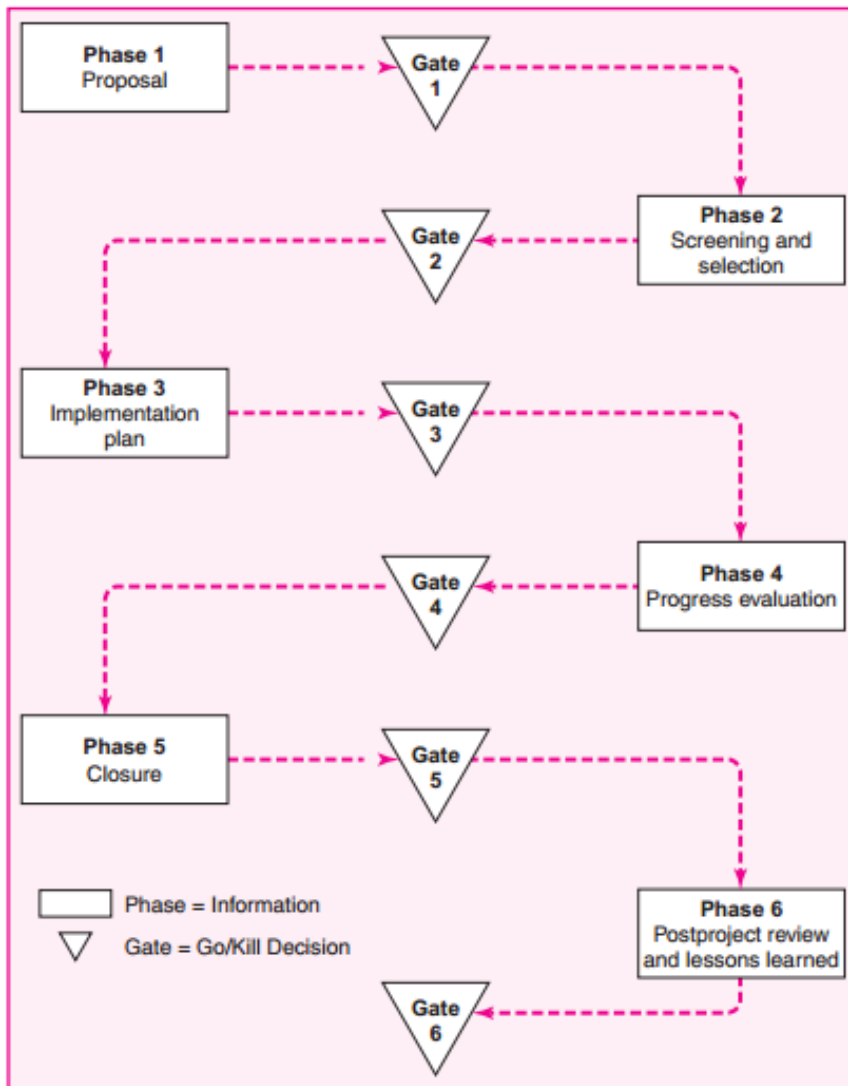 Phase 1
Proposal
Gate
1
Phase 2
Screening and
selection
Gate
2
Phase 3
Implementation
plan
Gate
3
Phase 4
Progress evaluation
Gate
4
Phase 5
Closure
Gate
5
Phase = Information
Gate = Go/Kill Decision
Phase 6
Postproject review
and lessons learned
Gate
6